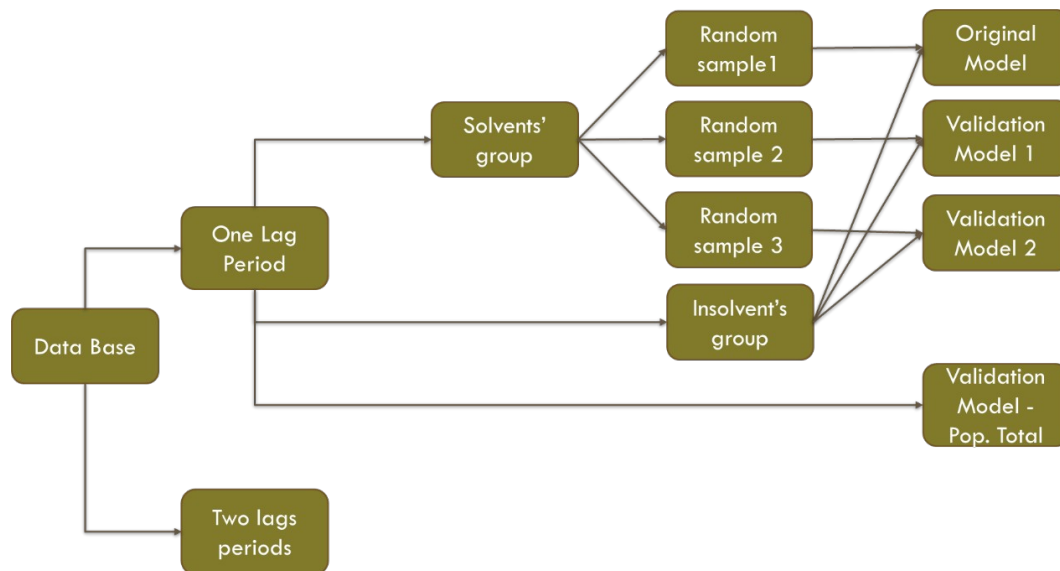 Data Base
One Lag
Period
Two lags
periods
Solvents'
group
Random
sample1
Random
sample 2
Random
sample 3
Insolvent's
group
Original
Model
Validation
Model 1
Validation
Model 2
Validation
Model -
Pop. Total